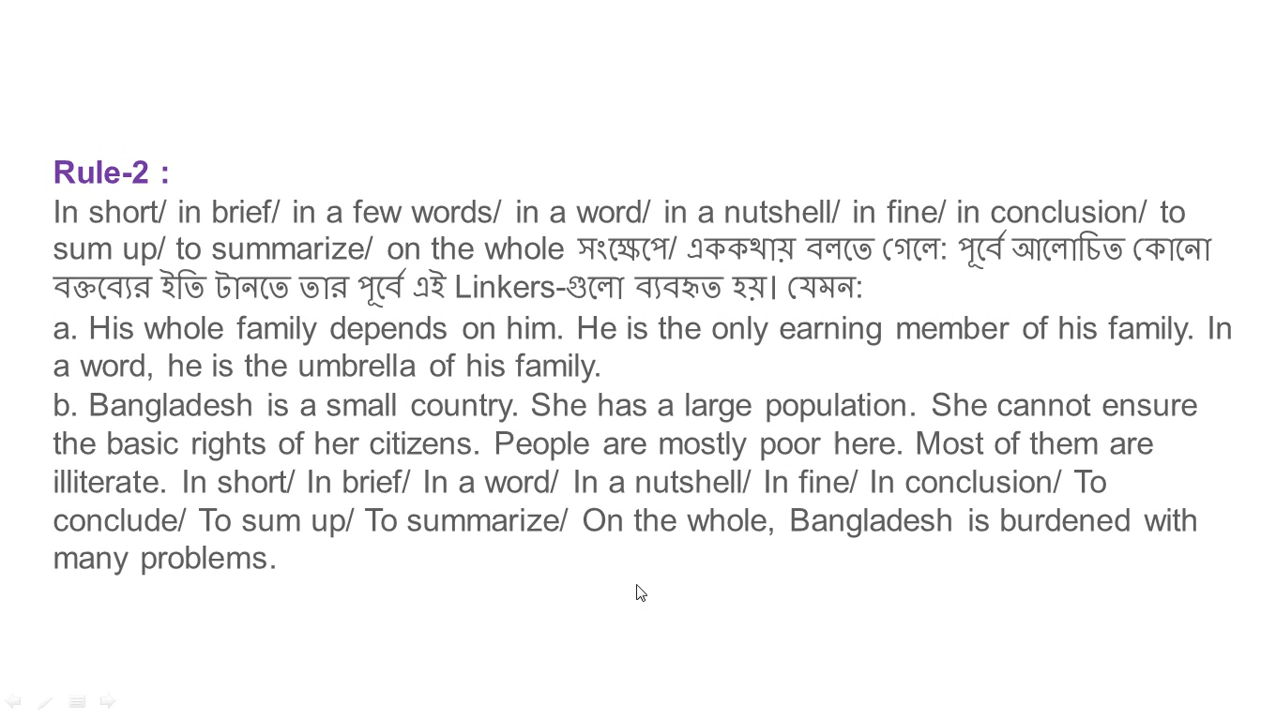 Rule-2 :
In short/ in brief/ in a few words/ in a word/ in a nutshell/ in fine/ in conclusion/ to
sum up/ to summarize/ on the whole সংক্ষেপে/ এককথায় বলতে গেলে: পূর্বে আলোচিত কোনো
বক্তব্যের ইতি টানতে তার পূর্বে এই Linkers-গুলো ব্যবহৃত হয়। যেমন:
a. His whole family depends on him. He is the only earning member of his family. In
a word, he is the umbrella of his family.
b. Bangladesh is a small country. She has a large population. She cannot ensure
the basic rights of her citizens. People are mostly poor here. Most of them are
illiterate. In short/ In brief/ In a word/ In a nutshell/ In fine/ In conclusion/ To
conclude/ To sum up/ To summarize/ On the whole, Bangladesh is burdened with
many problems.